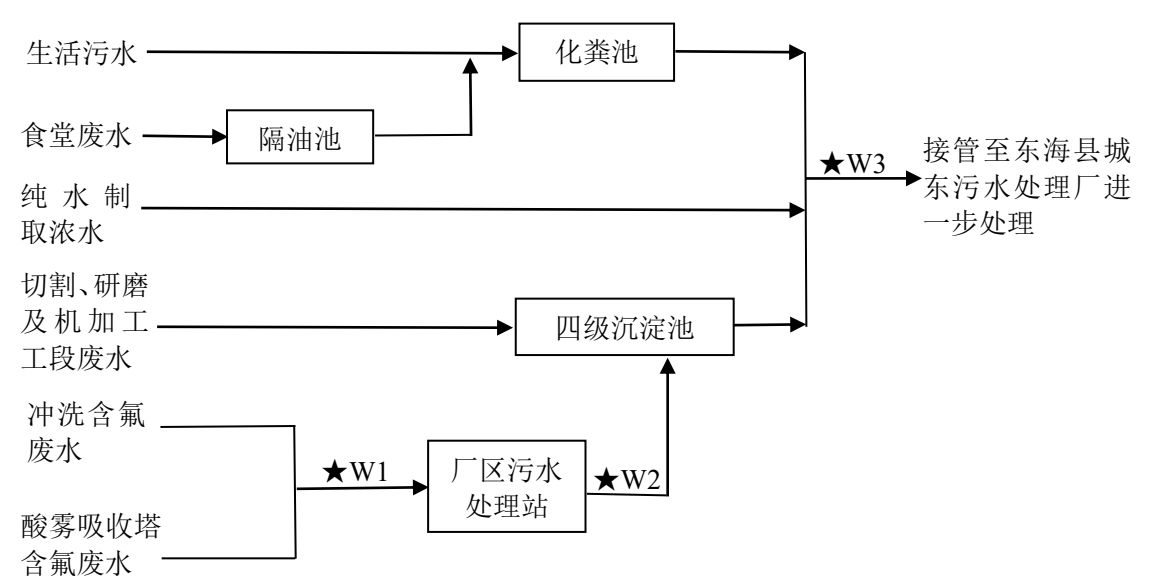 生活污水
化粪池
食堂废水
隔油池
★W3
接管至东海县城
东污水处理厂进
一步处理
纯水制
取浓水
切割、研磨
及机加工
工段废水
四级沉淀池
冲洗含氟
废水
★W1
厂区污水
处理站
★W2
酸雾吸收塔
含氟废水